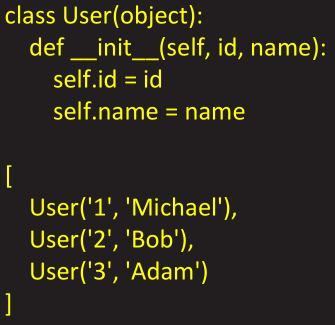 class User(object):
    def __init__(self, id, name):
        self.id = id
        self.name = name

[
    User('1', 'Michael'),
    User('2', 'Bob'),
    User('3', 'Adam')
]